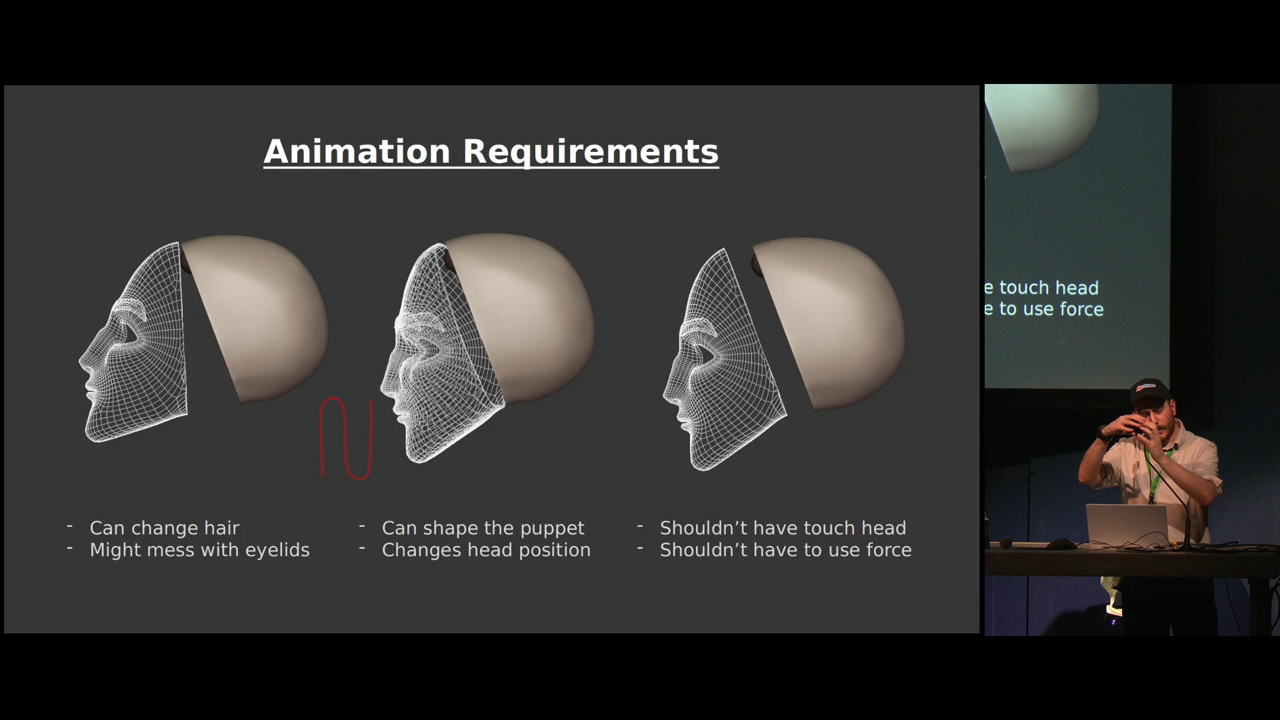 Animation Requirements
- Can change hair
- Might mess with eyelids
- Can shape the puppet
- Changes head position
- Shouldn’t have touch head
- Shouldn’t have to use force
e touch head
e to use force